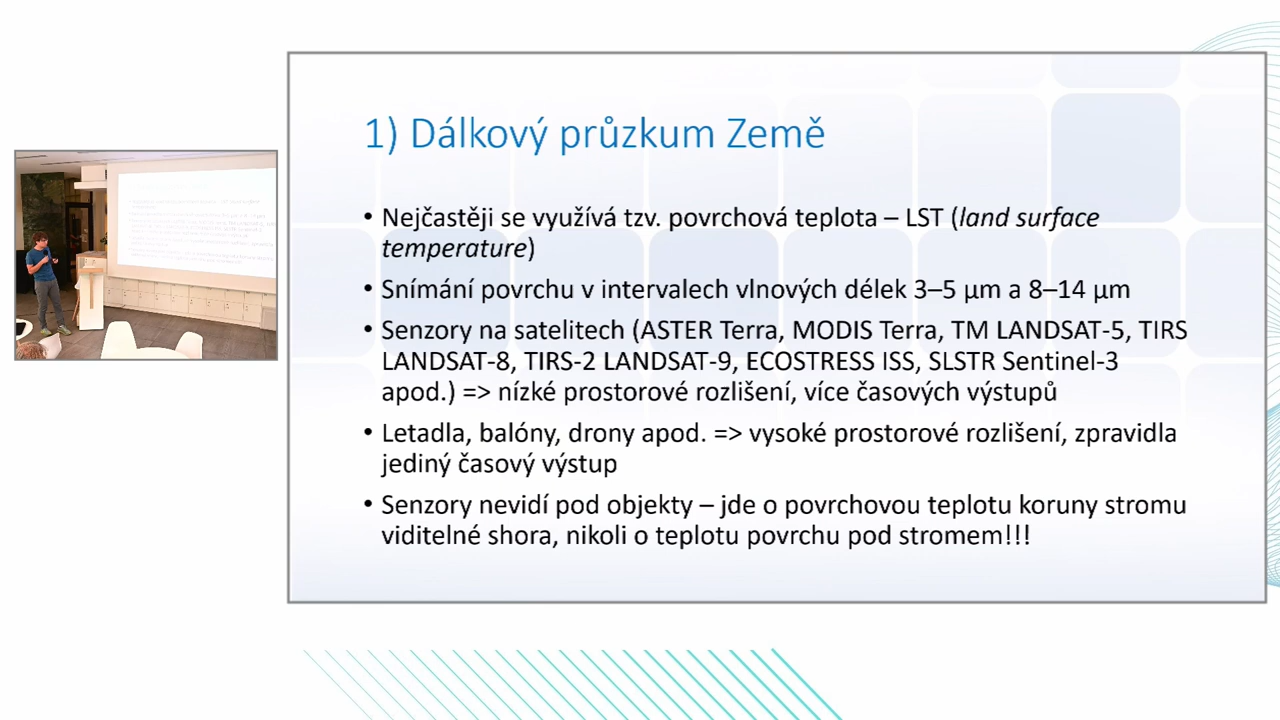 1) Dálkový průzkum Země
• Nejčastěji se využívá tzv. povrchová teplota – LST (land surface
temperature)
• Snímání povrchu v intervalech vlnových délek 3–5 µm a 8–14 µm
• Senzory na satelitech (ASTER Terra, MODIS Terra, TM LANDSAT-5, TIRS
LANDSAT-8, TIRS-2 LANDSAT-9, ECOSTRESS ISS, SLSTR Sentinel-3
apod.) => nízké prostorové rozlišení, více časových výstupů
• Letadla, balóny, drony apod. => vysoké prostorové rozlišení, zpravidla
jediný časový výstup
• Senzory nevidí pod objekty – jde o povrchovou teplotu koruny stromu
viditelné shora, nikoli o teplotu povrchu pod stromem!!!